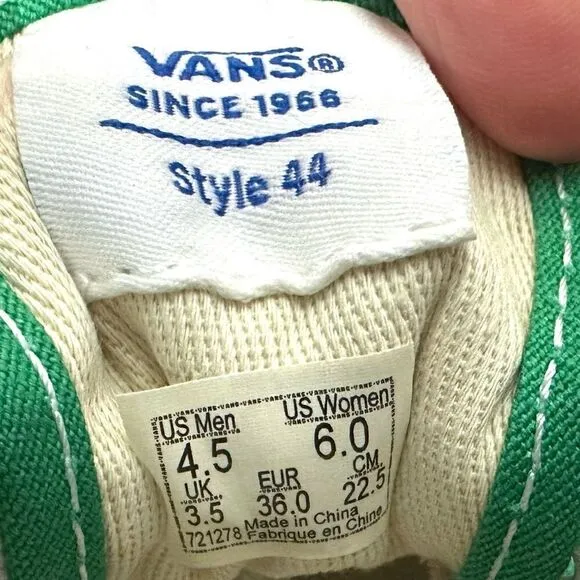 VANS®
SINCE 1966
Style 44
US Men US Women
4.5 6.0
UK EUR CM
3.5 36.0 22.5
721278 Made in China
Fabrique en Chine